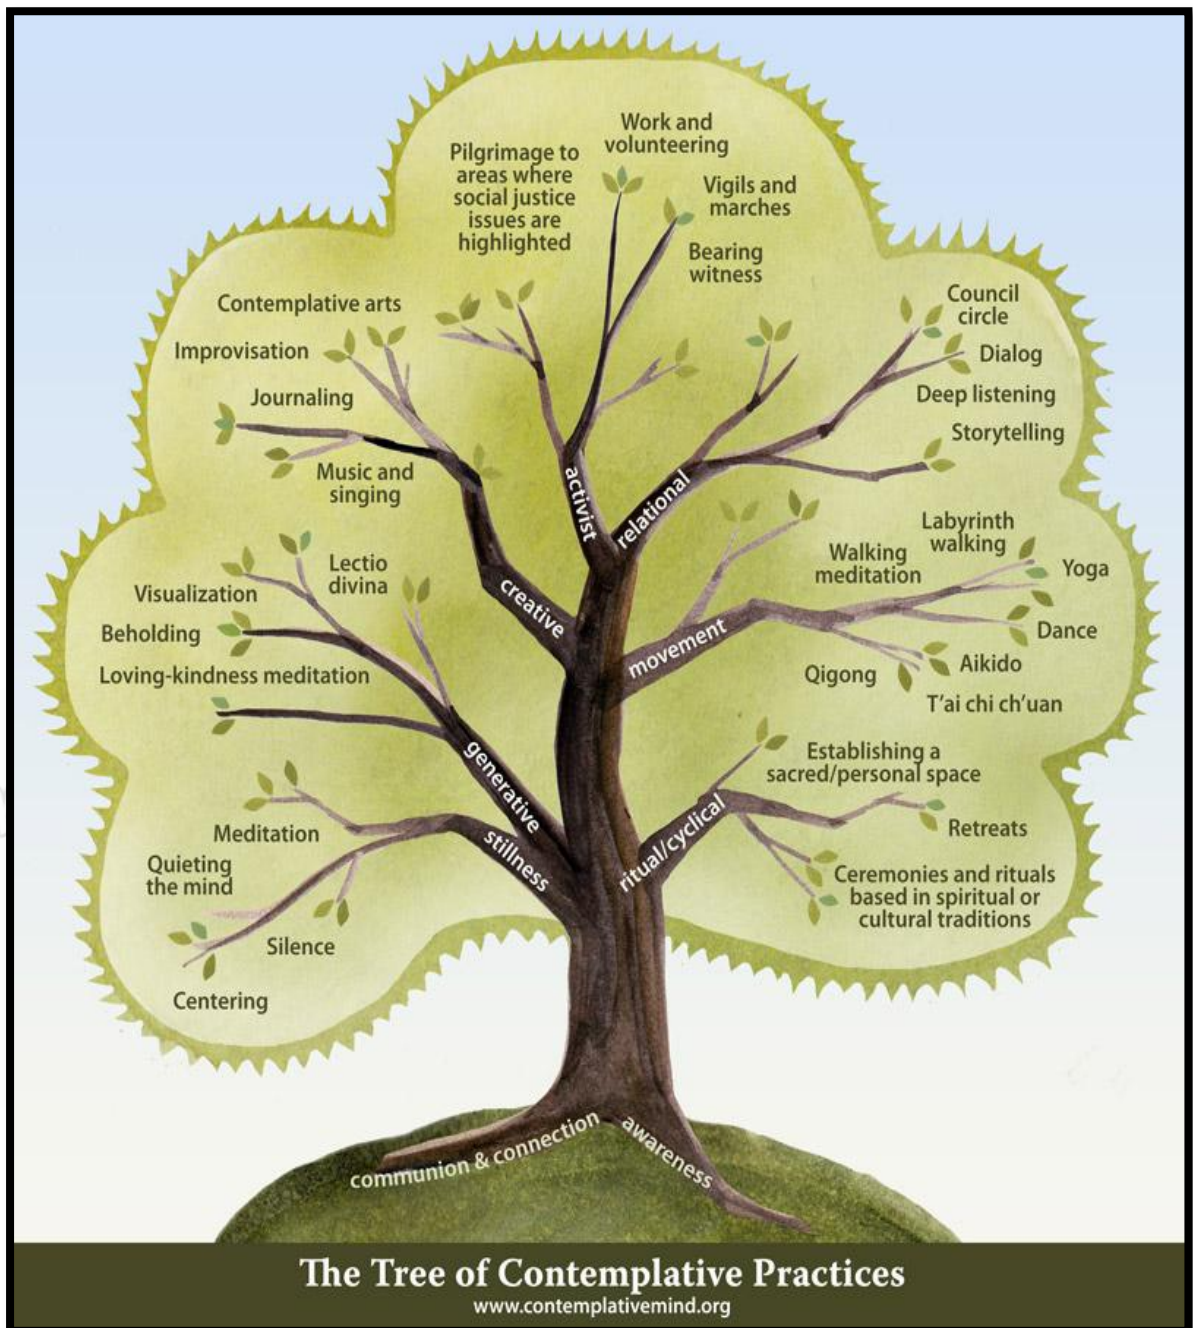 Work and
volunteering
Pilgrimage to
areas where
social justice
issues are
highlighted
Vigils and
marches
Bearing
witness
Contemplative arts
Improvisation
Journaling
Music and
singing
Council
circle
Dialog
Deep listening
Storytelling
activist
relational
creative
Lectio
divina
Visualization
Beholding
Loving-kindness meditation
generative
Labyrinth
walking
Walking
meditation
Yoga
Dance
Aikido
Qigong
T'ai chi ch'uan
movement
Meditation
Quieting
the mind
Silence
Centering
stillness
Establishing a
sacred/personal space
Retreats
Ceremonies and rituals
based in spiritual or
cultural traditions
ritual/cyclical
communion & connection
awareness
The Tree of Contemplative Practices
www.contemplativemind.org